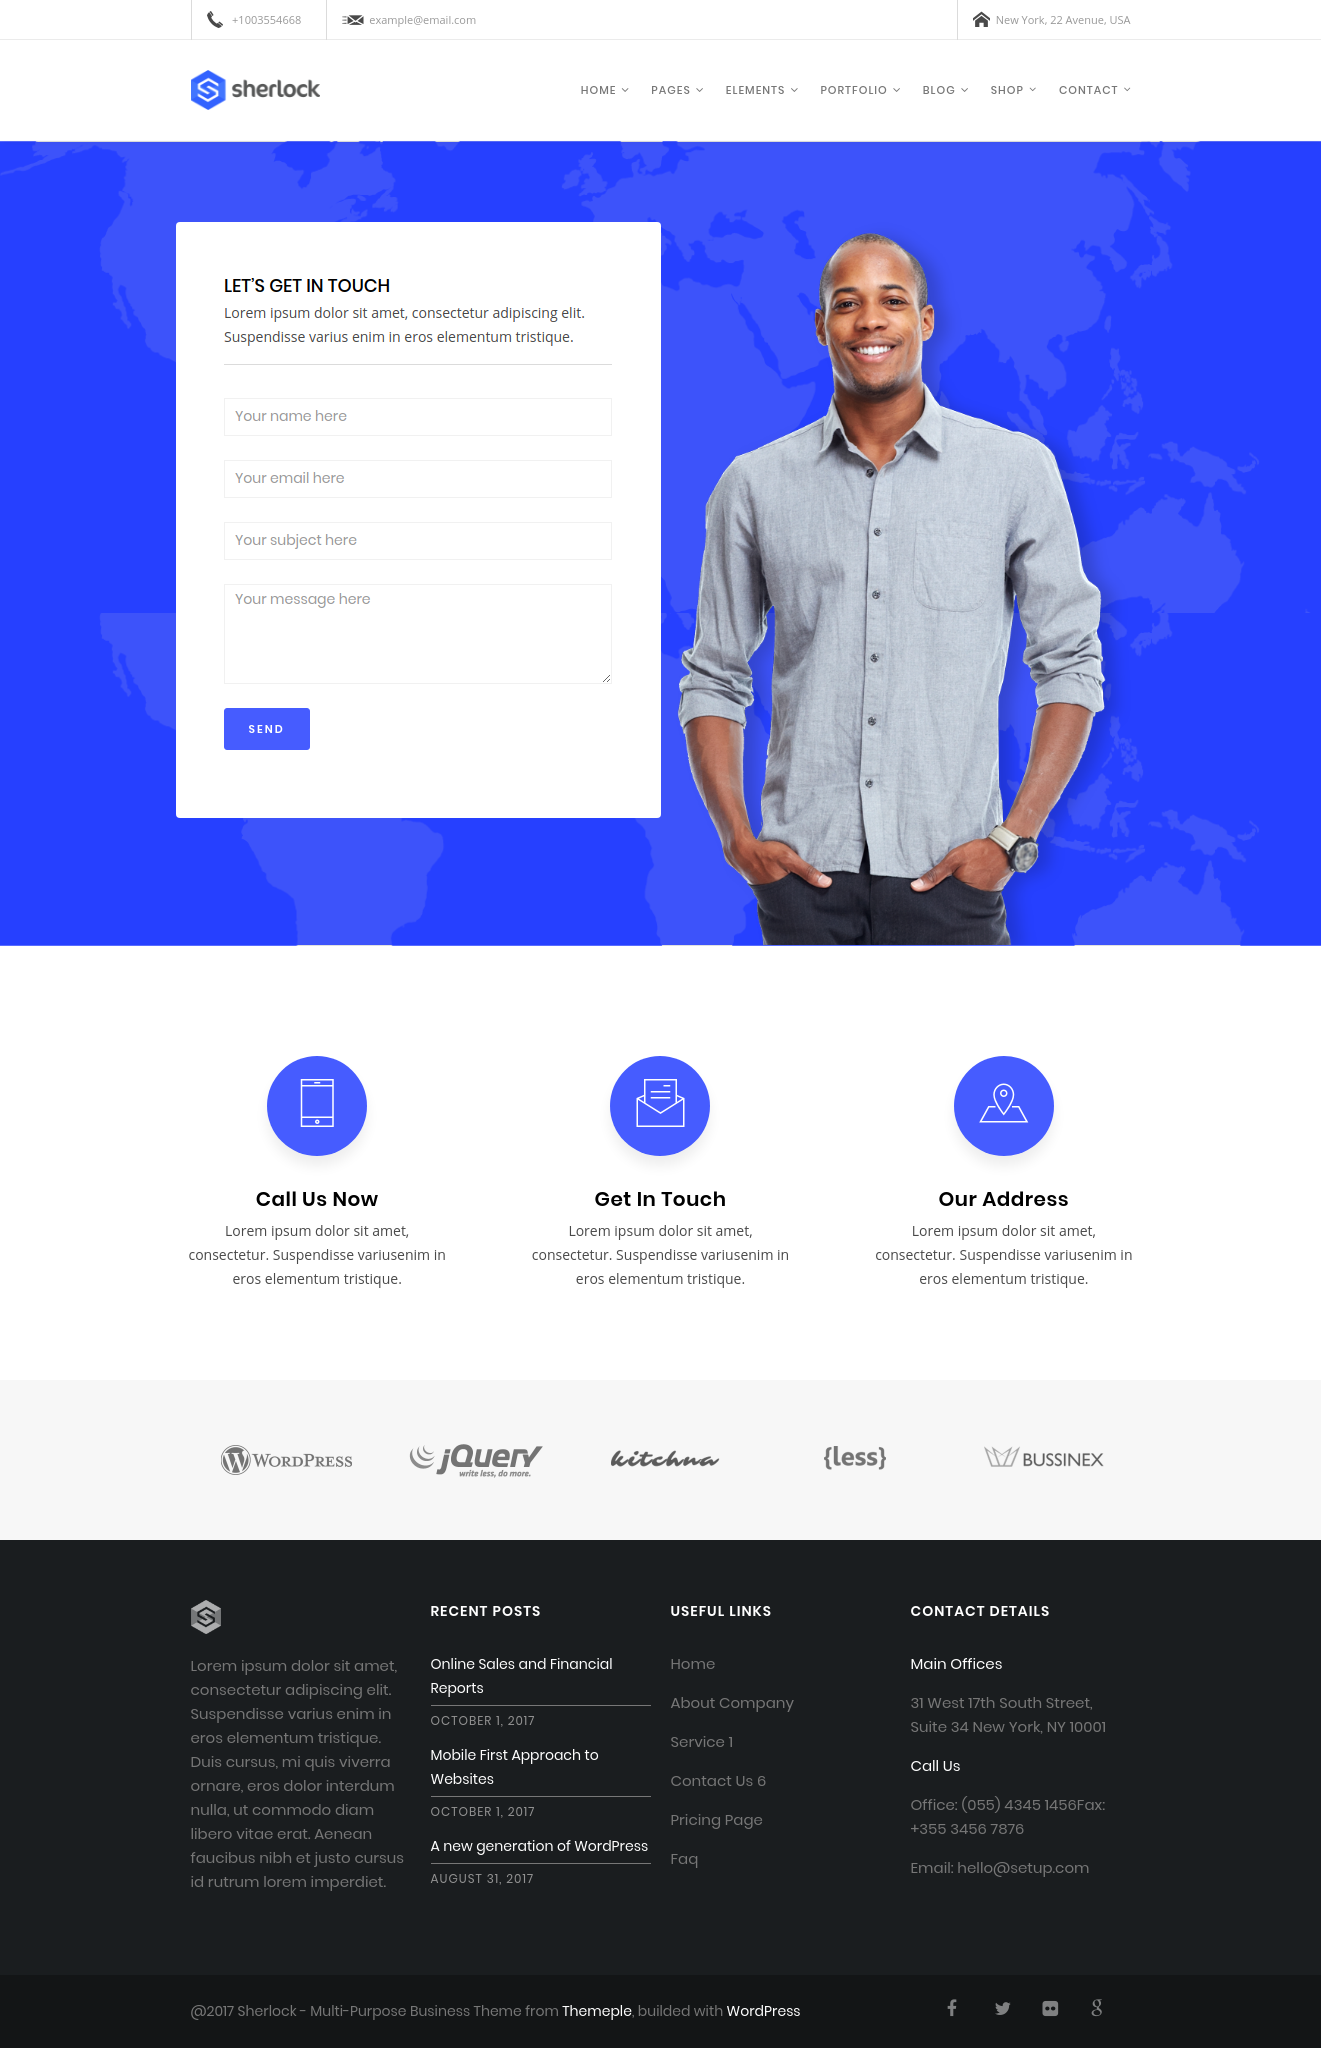 +1003554668
example@email.com
New York, 22 Avenue, USA
sherlock
HOME
PAGES
ELEMENTS
PORTFOLIO
BLOG
SHOP
CONTACT
LET'S GET IN TOUCH
Lorem ipsum dolor sit amet, consectetur adipiscing elit.
Suspendisse varius enim in eros elementum tristique.
Your name here
Your email here
Your subject here
Your message here
SEND
Call Us Now
Lorem ipsum dolor sit amet,
consectetur. Suspendisse variusenim in
eros elementum tristique.
Get In Touch
Lorem ipsum dolor sit amet,
consectetur. Suspendisse variusenim in
eros elementum tristique.
Our Address
Lorem ipsum dolor sit amet,
consectetur. Suspendisse variusenim in
eros elementum tristique.
WORDPRESS
jQuery
write less, do more.
kitchna
{less}
BUSSINEX
Lorem ipsum dolor sit amet,
consectetur adipiscing elit.
Suspendisse varius enim in
eros elementum tristique.
Duis cursus, mi quis viverra
ornare, eros dolor interdum
nulla, ut commodo diam
libero vitae erat. Aenean
faucibus nibh et justo cursus
id rutrum lorem imperdiet.
RECENT POSTS
Online Sales and Financial
Reports
OCTOBER 1, 2017
Mobile First Approach to
Websites
OCTOBER 1, 2017
A new generation of WordPress
AUGUST 31, 2017
USEFUL LINKS
Home
About Company
Service 1
Contact Us 6
Pricing Page
Faq
CONTACT DETAILS
Main Offices
31 West 17th South Street,
Suite 34 New York, NY 10001
Call Us
Office: (055) 4345 1456Fax:
+355 3456 7876
Email: hello@setup.com
@2017 Sherlock - Multi-Purpose Business Theme from Themeple, builded with WordPress